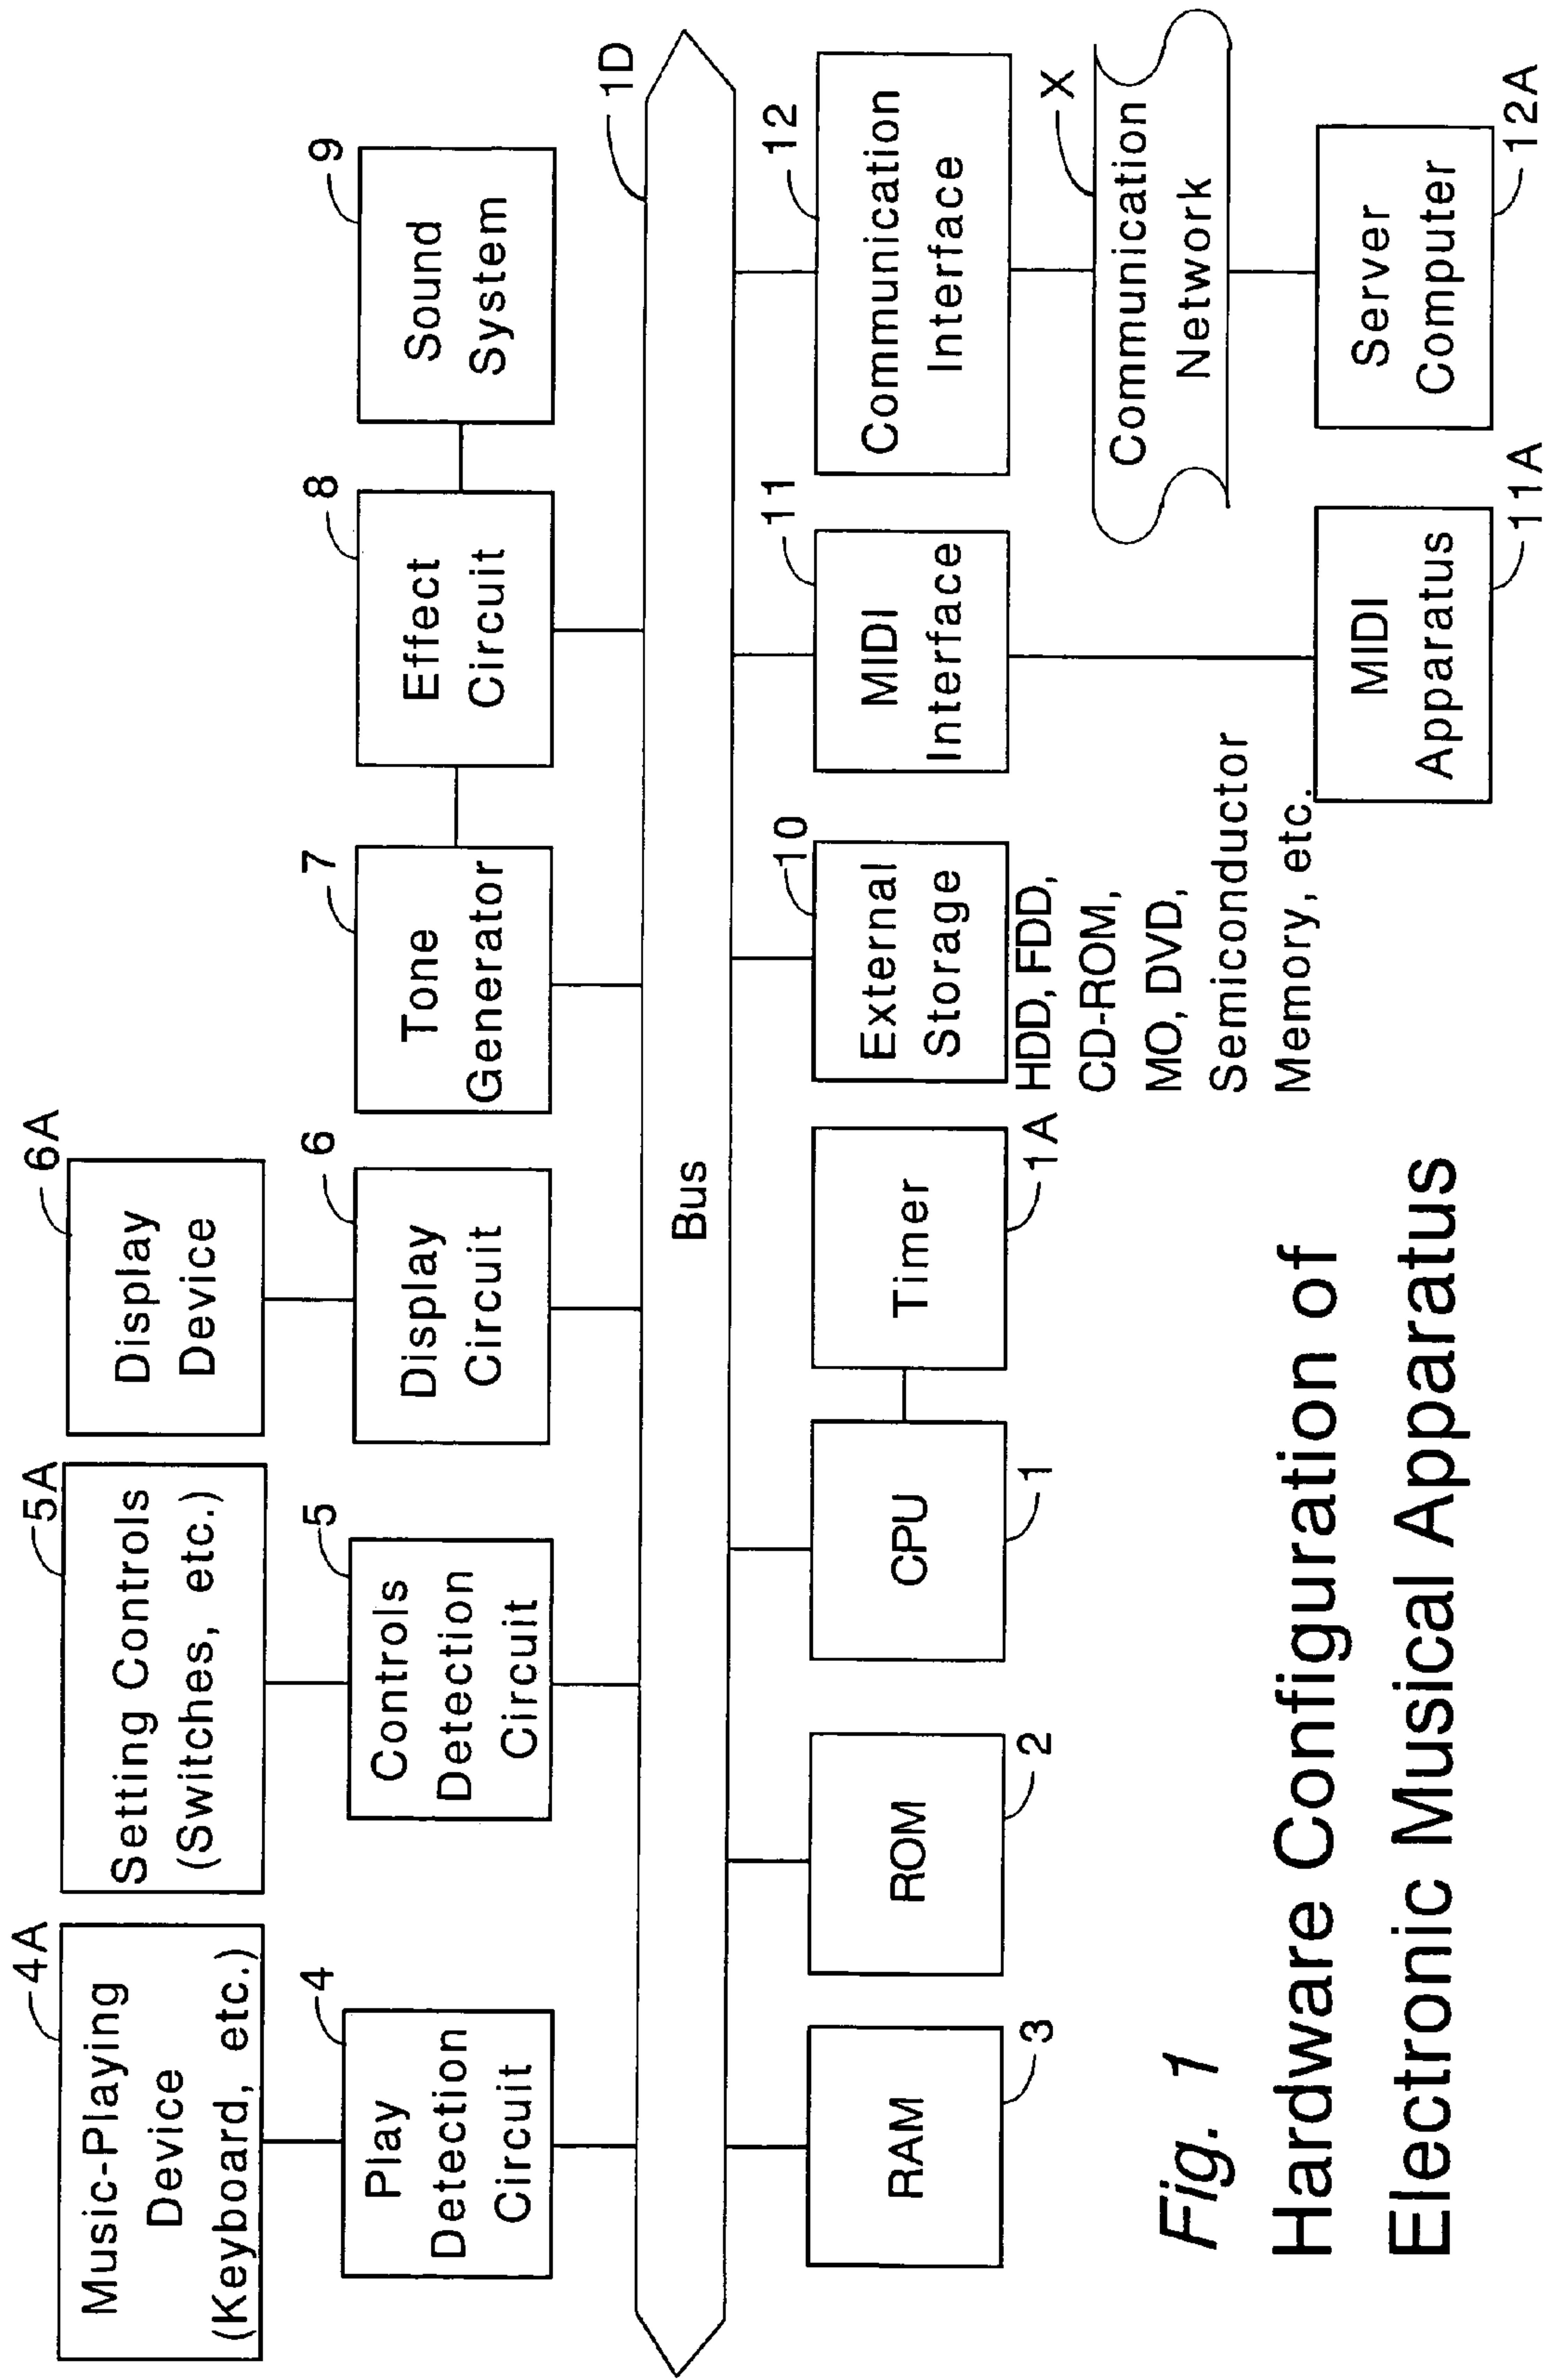 4A
5A
6A
Music-Playing
Device
(Keyboard, etc.)
Setting Controls
(Switches, etc.)
Display
Device
4
5
6
7
8
9
Play
Detection
Circuit
Controls
Detection
Circuit
Display
Circuit
Tone
Generator
Effect
Circuit
Sound
System
1D
Bus
10
11
12
RAM
ROM
CPU
Timer
External
Storage
MIDI
Interface
Communication
Interface
3
2
1
1A
HDD, FDD,
CD-ROM,
MO, DVD,
Semiconductor
Memory, etc.
X
Communication
Network
MIDI
Apparatus
Server
Computer
11A
12A
Fig. 1
Hardware Configuration of
Electronic Musical Apparatus